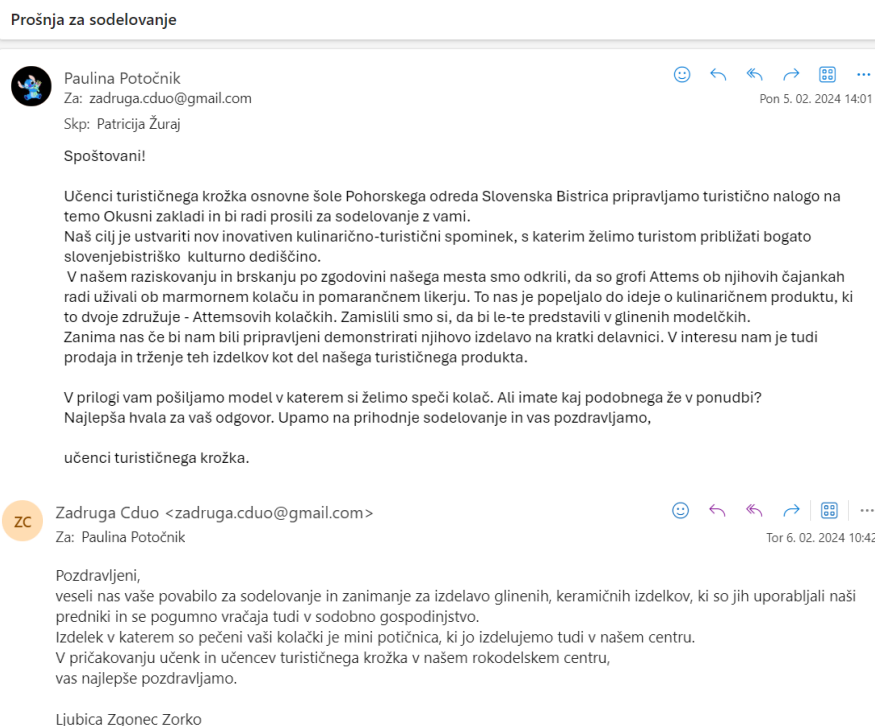 Prošnja za sodelovanje
Paulina Potočnik
Za: zadruga.cduo@gmail.com
Pon 5. 02. 2024 14:01
Skp: Patricija Žuraj
Spoštovani!
Učenci turističnega krožka osnovne šole Pohorskega odreda Slovenska Bistrica pripravljamo turistično nalogo na
temo Okusni zakladi in bi radi prosili za sodelovanje z vami.
Naš cilj je ustvariti nov inovativen kulinarično-turistični spominek, s katerim želimo turistom približati bogato
slovenjebistriško  kulturno dediščino.
V našem raziskovanju in brskanju po zgodovini našega mesta smo odkrili, da so grofi Attems ob njihovih čajankah
radi uživali ob marmornem kolaču in pomarančnem likerju. To nas je popeljalo do ideje o kulinaričnem produktu, ki
to dvoje združuje - Attemsovih kolačkih. Zamislili smo si, da bi le-te predstavili v glinenih modelčkih.
Zanima nas če bi nam bili pripravljeni demonstrirati njihovo izdelavo na kratki delavnici. V interesu nam je tudi
prodaja in trženje teh izdelkov kot del našega turističnega produkta.
V prilogi vam pošiljamo model v katerem si želimo speči kolač. Ali imate kaj podobnega že v ponudbi?
Najlepša hvala za vaš odgovor. Upamo na prihodnje sodelovanje in vas pozdravljamo,
učenci turističnega krožka.
ZC
Zadruga Cduo <zadruga.cduo@gmail.com>
Za: Paulina Potočnik
Tor 6. 02. 2024 10:42
Pozdravljeni,
veseli nas vaše povabilo za sodelovanje in zanimanje za izdelavo glinenih, keramičnih izdelkov, ki so jih uporabljali naši
predniki in se pogumno vračaja tudi v sodobno gospodinjstvo.
Izdelek v katerem so pečeni vaši kolački je mini potičnica, ki jo izdelujemo tudi v našem centru.
V pričakovanju učenk in učencev turističnega krožka v našem rokodelskem centru,
vas najlepše pozdravljamo.
Ljubica Zgonec Zorko